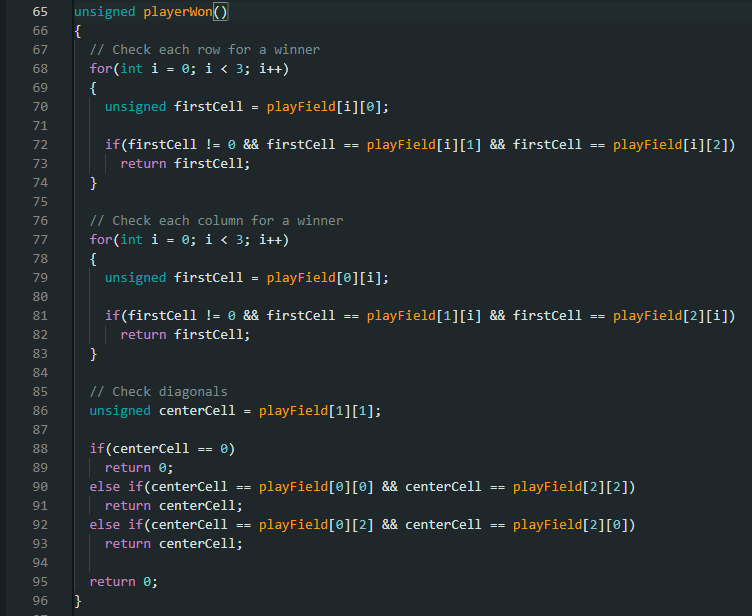 65 unsigned playerWon()
66 {
67 // Check each row for a winner
68 for(int i = 0; i < 3; i++)
69 {
70 unsigned firstCell = playField[i][0];
71
72 if(firstCell != 0 && firstCell == playField[i][1] && firstCell == playField[i][2])
73 return firstCell;
74 }
75
76 // Check each column for a winner
77 for(int i = 0; i < 3; i++)
78 {
79 unsigned firstCell = playField[0][i];
80
81 if(firstCell != 0 && firstCell == playField[1][i] && firstCell == playField[2][i])
82 return firstCell;
83 }
84
85 // Check diagonals
86 unsigned centerCell = playField[1][1];
87
88 if(centerCell == 0)
89 return 0;
90 else if(centerCell == playField[0][0] && centerCell == playField[2][2])
91 return centerCell;
92 else if(centerCell == playField[0][2] && centerCell == playField[2][0])
93 return centerCell;
94
95 return 0;
96 }